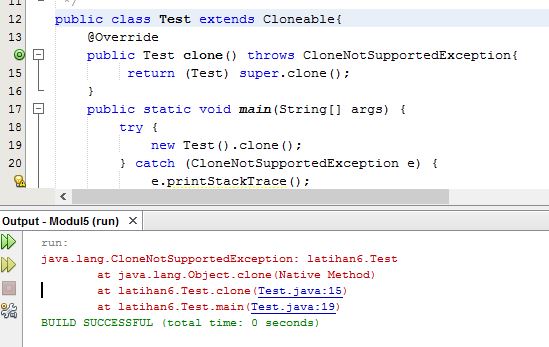 11 */
12 public class Test extends Cloneable{
13 @Override
public Test clone() throws CloneNotSupportedException{
15 return (Test) super.clone();
16 }
17 public static void main(String[] args) {
18 try {
19 new Test().clone();
20 } catch (CloneNotSupportedException e) {
e.printStackTrace();
Output - Modul5 (run) ×
run:
java.lang.CloneNotSupportedException: latihan6.Test
at java.lang.Object.clone(Native Method)
at latihan6.Test.clone(Test.java:15)
at latihan6.Test.main(Test.java:19)
BUILD SUCCESSFUL (total time: 0 seconds)